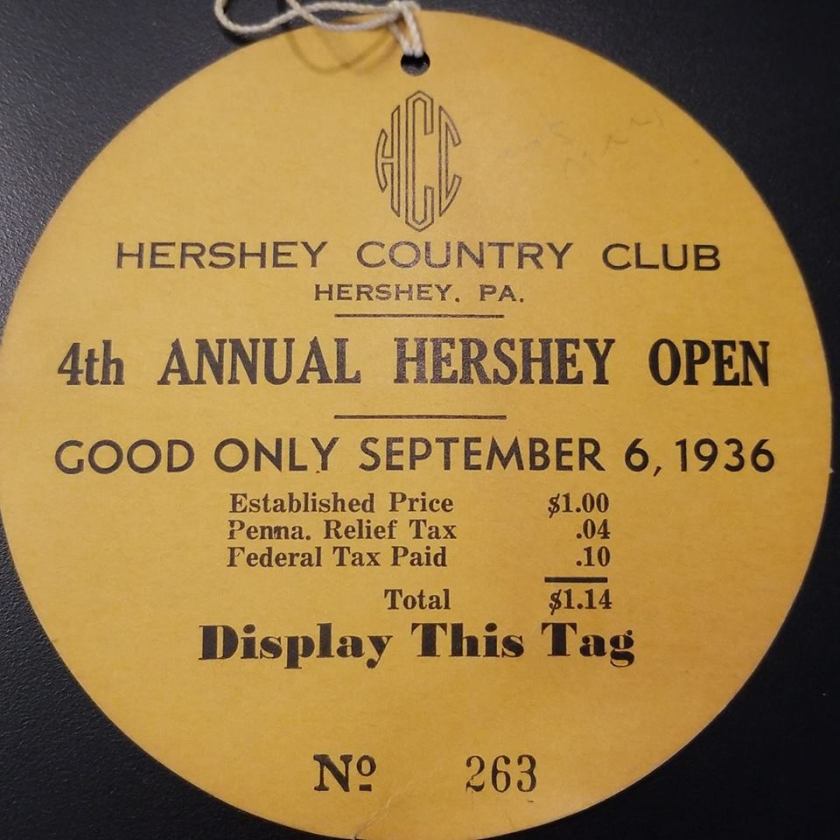 HCC
HERSHEY COUNTRY CLUB
HERSHEY, PA.
4th ANNUAL HERSHEY OPEN
GOOD ONLY SEPTEMBER 6, 1936
Established Price $1.00
Penna. Relief Tax .04
Federal Tax Paid .10
Total $1.14
Display This Tag
Nº 263